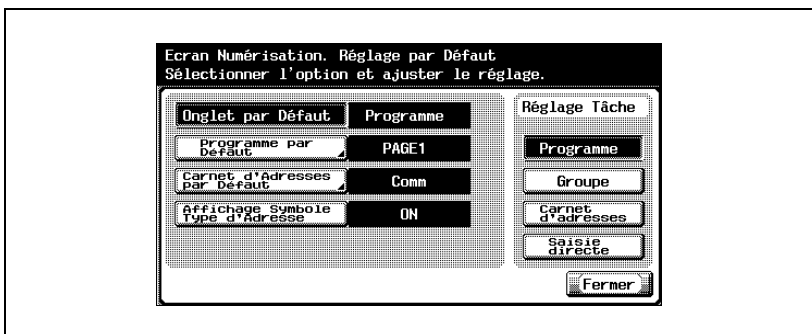 Ecran Numérisation. Réglage par Défaut
Sélectionner l'option et ajuster le réglage.
Onglet par Défaut
Programme
Programme par
Défaut
PAGE1
Carnet d'Adresses
par Défaut
Comm
Affichage Symbole
Type d'Adresse
ON
Réglage Tâche
Programme
Groupe
Carnet
d'adresses
Saisie
directe
Fermer